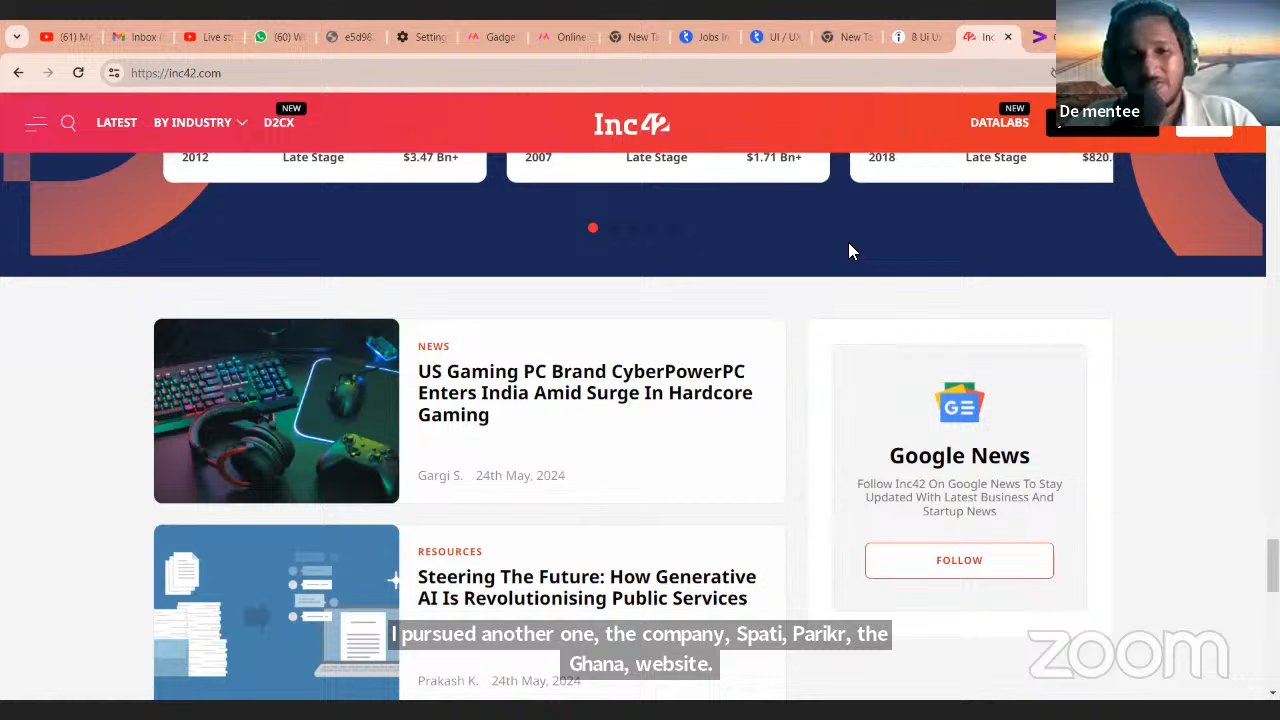 (61) M
Inbox (
Live st
(60) W
e5d98
Setting
Gadge
Online
New Ta
Jobs In
UI / UX
New Ta
8 Ui U
Inc
https://inc42.com
De mentee
LATEST
BY INDUSTRY
NEW
D2CX
Inc42
NEW
DATALABS
2012 Late Stage $3.47 Bn+
2007 Late Stage $1.71 Bn+
2018 Late Stage $820.
NEWS
US Gaming PC Brand CyberPowerPC
Enters India Amid Surge In Hardcore
Gaming
Gargi S. 24th May, 2024
GE
Google News
Follow Inc42 On Google News To Stay
Updated With Latest Business And
Startup News
FOLLOW
RESOURCES
Steering The Future: How Generative
AI Is Revolutionising Public Services
Prakash K. 24th May, 2024
I pursued another one, the company, Spati, Parikr, the
Ghana, website.
zoom